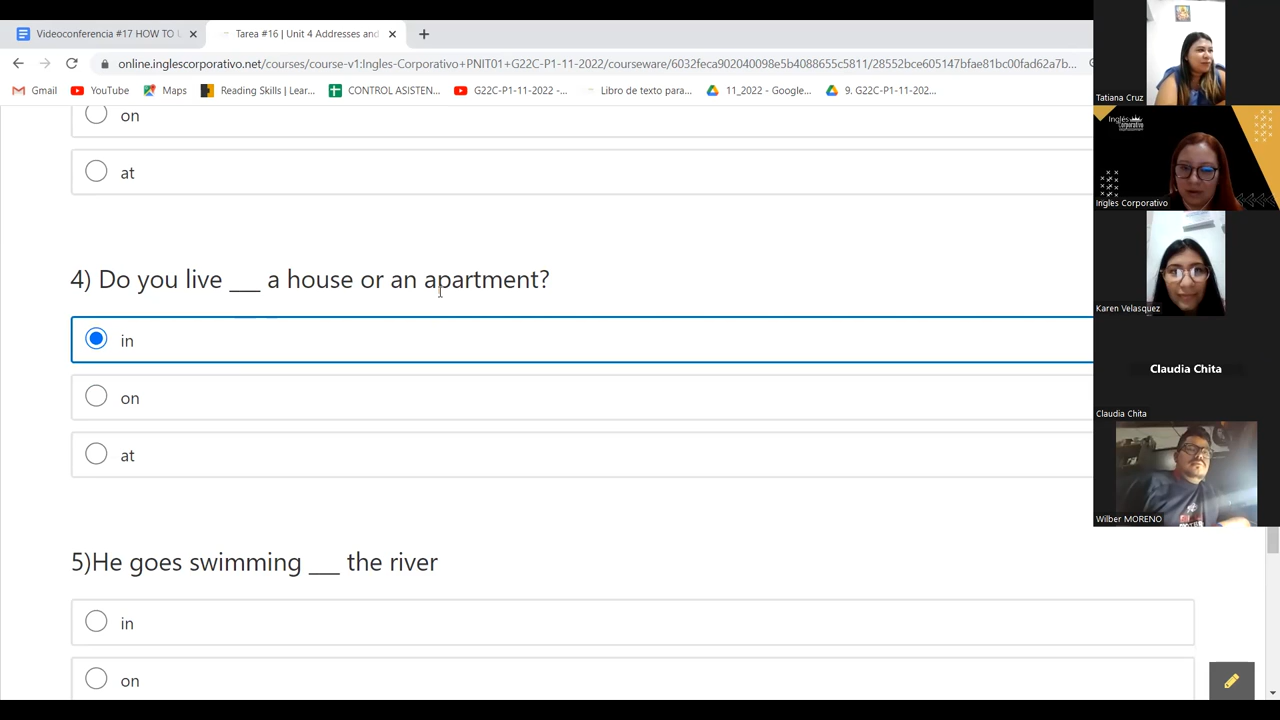 Videoconferencia #17 HOW TO
Tarea #16 | Unit 4 Addresses and
online.inglescorporativo.net/courses/course-v1:Ingles-Corporativo+PNT01+G22C-P1-11-2022/courseware/6032feca90204009865b4088655c5811/28552bce605147bfae81bc00fad62a7b...
Gmail
YouTube
Maps
Reading Skills | Lear...
CONTROL ASISTEN...
G22C-P1-11-2022 -...
Libro de texto para...
11_2022 – Google...
9. G22C-P1-11-202...
on
at
4) Do you live ___ a house or an apartment?
in
on
at
5)He goes swimming ___ the river
in
on
Tatiana Cruz
Inglés
Corporativo
Ingles Corporativo
Karen Velasquez
Claudia Chita
Claudia Chita
Wilber MORENO